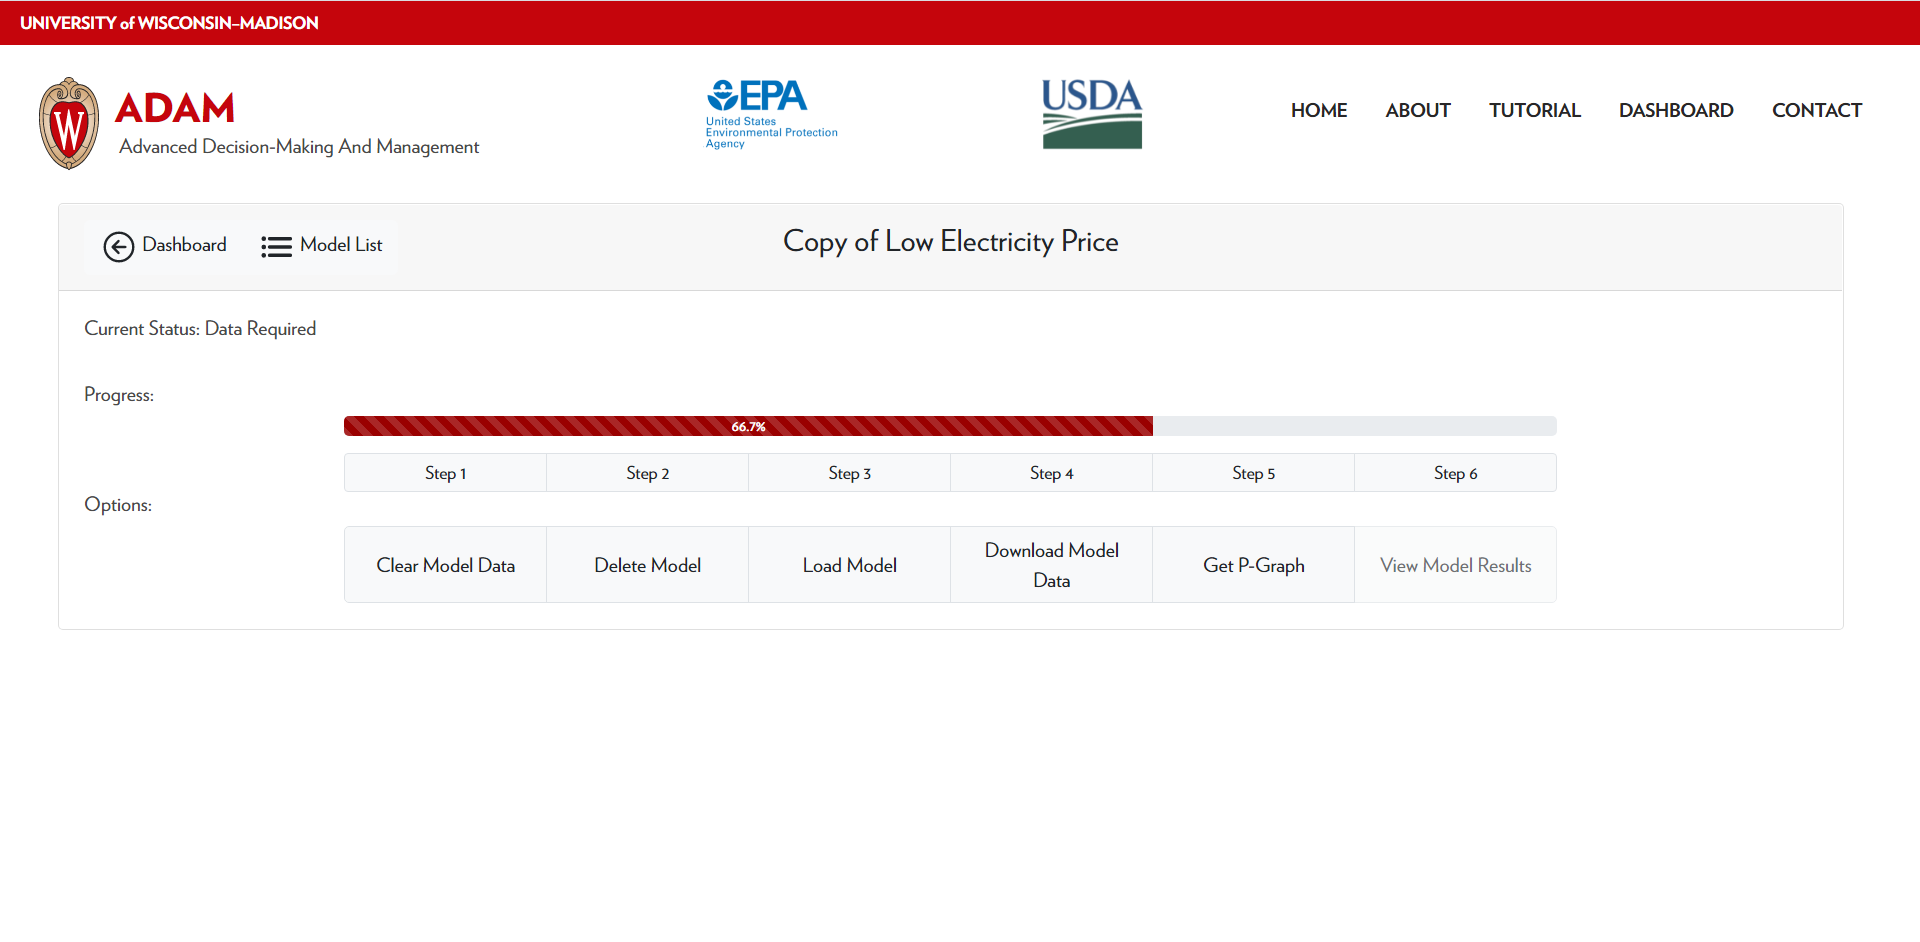 UNIVERSITY of WISCONSIN–MADISON
W
ADAM
Advanced Decision-Making And Management
EPA
United States
Environmental Protection
Agency
USDA
HOME ABOUT TUTORIAL DASHBOARD CONTACT
Dashboard Model List
Copy of Low Electricity Price
Current Status: Data Required
Progress:
66.7%
Step 1 Step 2 Step 3 Step 4 Step 5 Step 6
Options:
Clear Model Data
Delete Model
Load Model
Download Model
Data
Get P-Graph
View Model Results